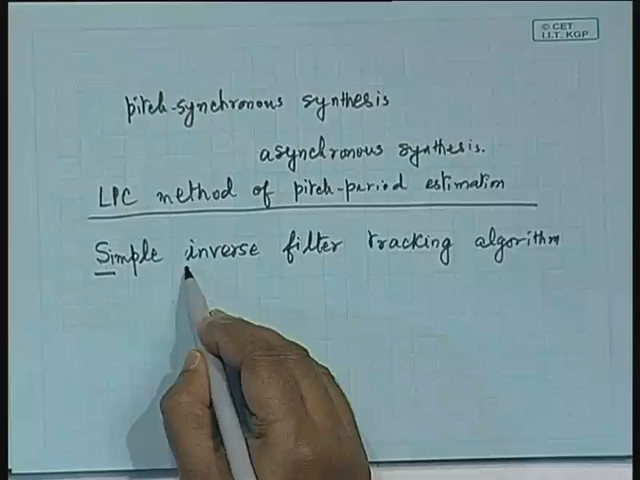 © CET
I.I.T. KGP
pitch-synchronous synthesis
asynchronous synthesis.
LPC method of pitch-period estimation
Simple inverse filter tracking algorithm